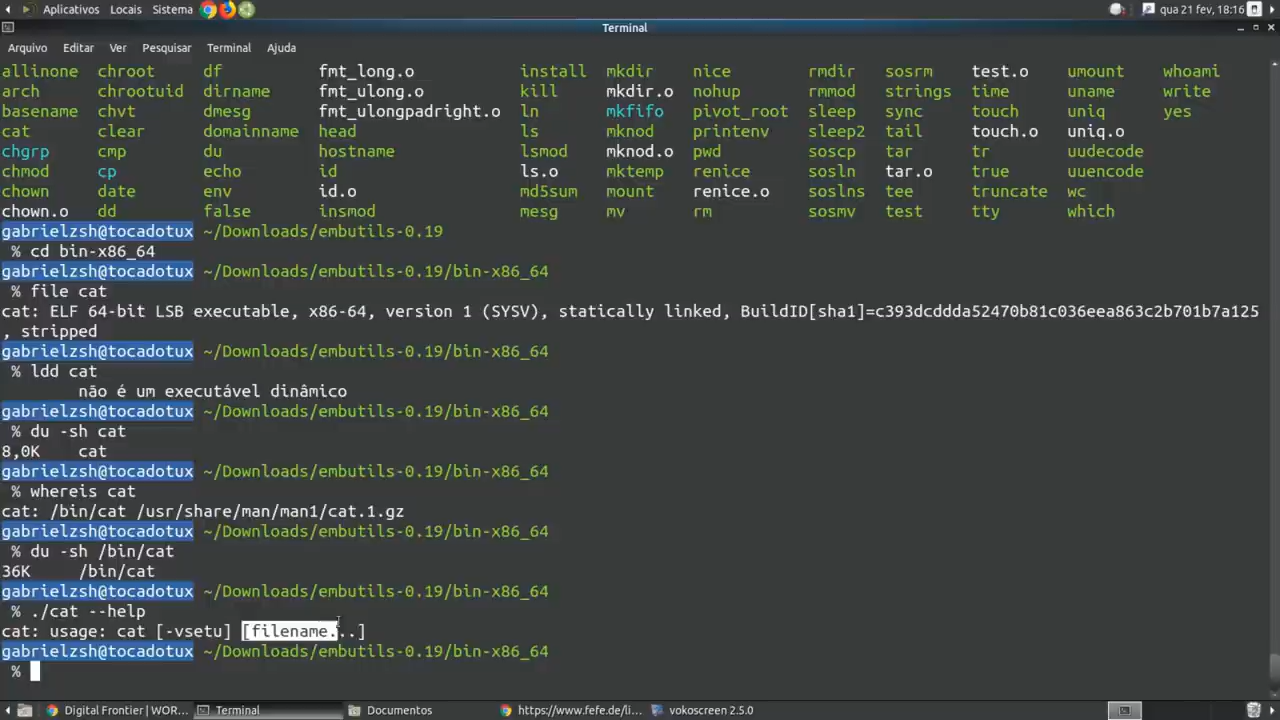 Aplicativos Locais Sistema qua 21 fev, 18:16
Terminal
Arquivo Editar Ver Pesquisar Terminal Ajuda
allinone chroot df fmt_long.o install mkdir nice rmdir sosrm test.o umount whoami
arch chrootuid dirname fmt_ulong.o kill mkdir.o nohup rmmod strings time uname write
basename chvt dmesg fmt_ulongpadright.o ln mkfifo pivot_root sleep sync touch uniq yes
cat clear domainname head ls mknod printenv sleep2 tail touch.o uniq.o
chgrp cmp du hostname lsmod mknod.o pwd soscp tar tr uudecode
chmod cp echo id ls.o mktemp renice sosln tar.o true uuencode
chown date env id.o md5sum mount renice.o soslns tee truncate wc
chown.o dd false insmod mesg mv rm sosmv test tty which
gabrielzsh@tocadotux ~/Downloads/embutils-0.19
% cd bin-x86_64
gabrielzsh@tocadotux ~/Downloads/embutils-0.19/bin-x86_64
% file cat
cat: ELF 64-bit LSB executable, x86-64, version 1 (SYSV), statically linked, BuildID[sha1]=c393dcddda52470b81c036eea863c2b701b7a125
, stripped
gabrielzsh@tocadotux ~/Downloads/embutils-0.19/bin-x86_64
% ldd cat
não é um executável dinâmico
gabrielzsh@tocadotux ~/Downloads/embutils-0.19/bin-x86_64
% du -sh cat
8,0K cat
gabrielzsh@tocadotux ~/Downloads/embutils-0.19/bin-x86_64
% whereis cat
cat: /bin/cat /usr/share/man/man1/cat.1.gz
gabrielzsh@tocadotux ~/Downloads/embutils-0.19/bin-x86_64
% du -sh /bin/cat
36K /bin/cat
gabrielzsh@tocadotux ~/Downloads/embutils-0.19/bin-x86_64
% ./cat --help
cat: usage: cat [-vsetu] [filename...]
gabrielzsh@tocadotux ~/Downloads/embutils-0.19/bin-x86_64
%
Digital Frontier | WOR... Terminal Documentos https://www.fefe.de/li... vokoscreen 2.5.0